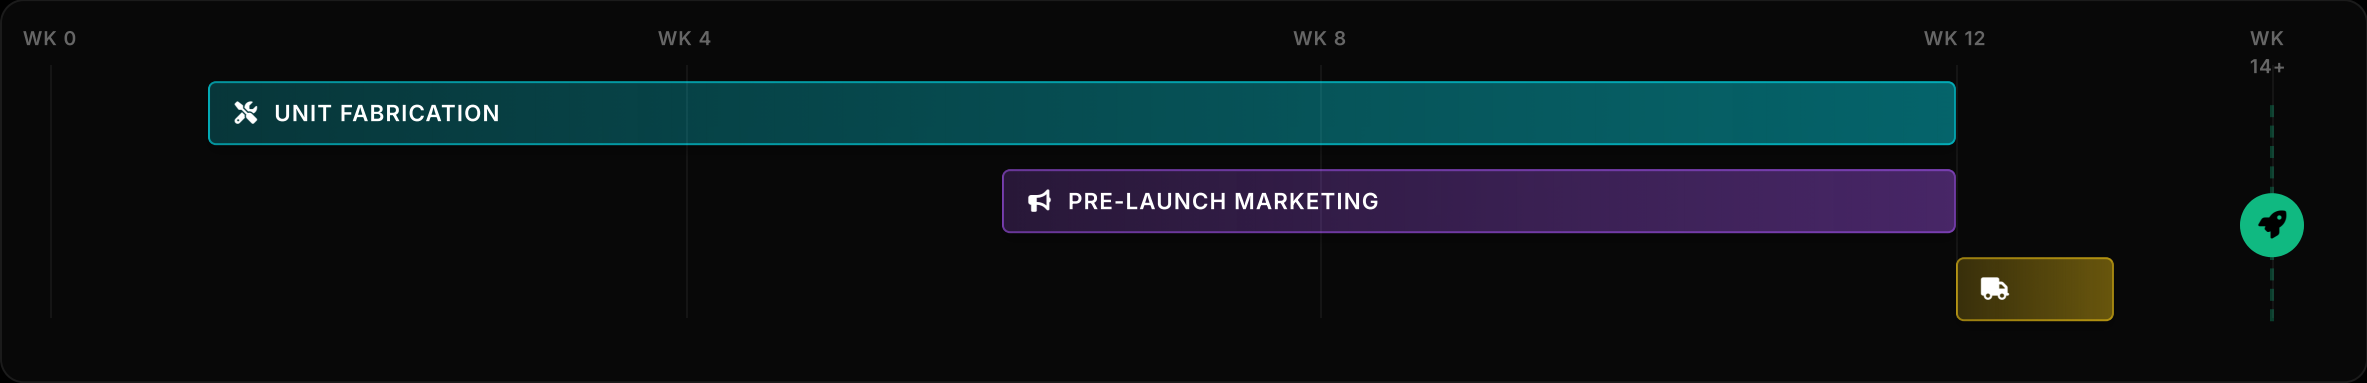 WK 0
WK 4
WK 8
WK 12
WK
14+
UNIT FABRICATION
PRE-LAUNCH MARKETING